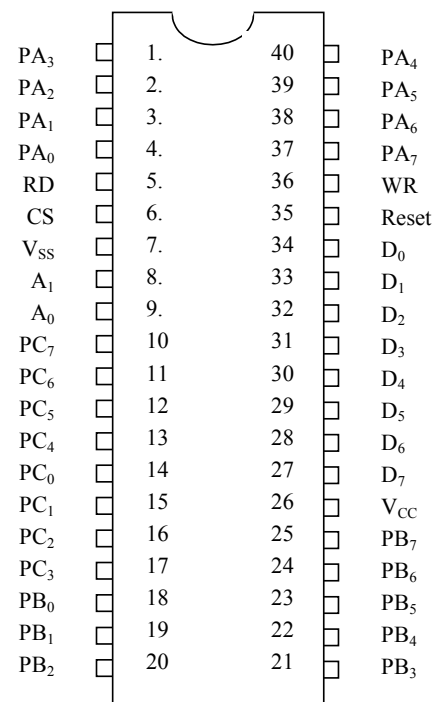 PA₃ 1. 40 PA₄
PA₂ 2. 39 PA₅
PA₁ 3. 38 PA₆
PA₀ 4. 37 PA₇
RD 5. 36 WR
CS 6. 35 Reset
V_SS 7. 34 D₀
A₁ 8. 33 D₁
A₀ 9. 32 D₂
PC₇ 10 31 D₃
PC₆ 11 30 D₄
PC₅ 12 29 D₅
PC₄ 13 28 D₆
PC₀ 14 27 D₇
PC₁ 15 26 V_CC
PC₂ 16 25 PB₇
PC₃ 17 24 PB₆
PB₀ 18 23 PB₅
PB₁ 19 22 PB₄
PB₂ 20 21 PB₃